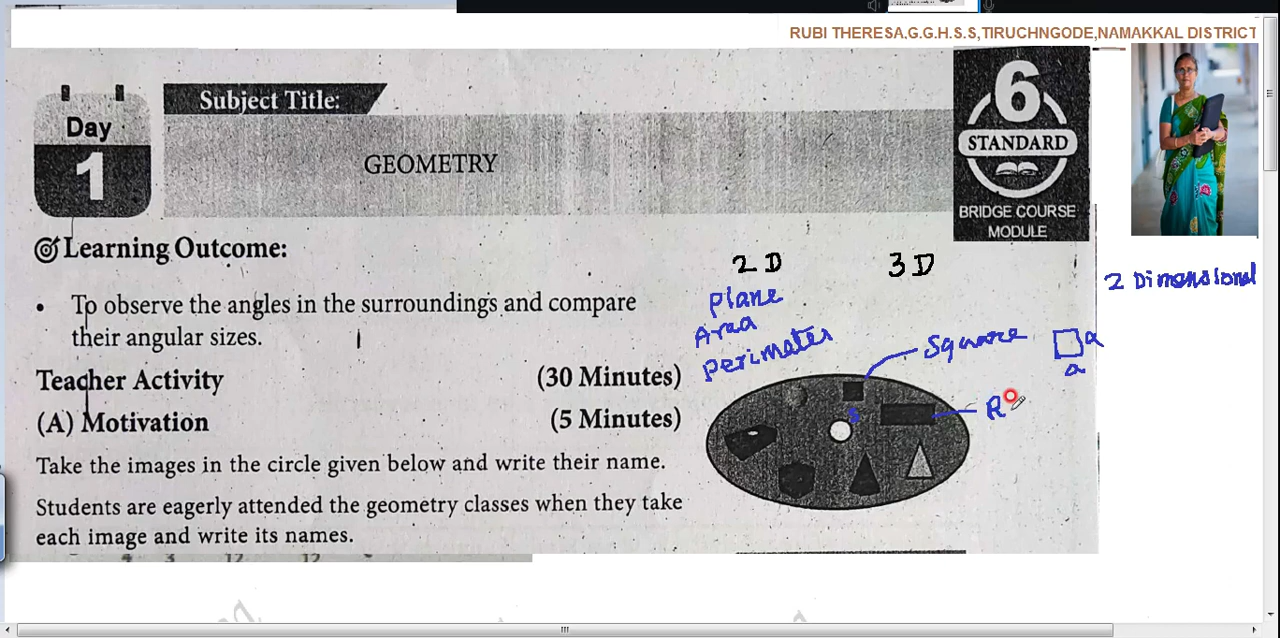 RUBI THERESA,G.G.H.S.S,TIRUCHNGODE,NAMAKKAL DISTRICT
Subject Title:
Day
1
GEOMETRY
6
STANDARD
BRIDGE COURSE
MODULE
Learning Outcome:
2D
3D
2 Dimensional
• To observe the angles in the surroundings and compare
their angular sizes.
Plane
Area
Perimater
Square
a
a
Teacher Activity (30 Minutes)
(A) Motivation (5 Minutes)
R
Take the images in the circle given below and write their name.
Students are eagerly attended the geometry classes when they take
each image and write its names.